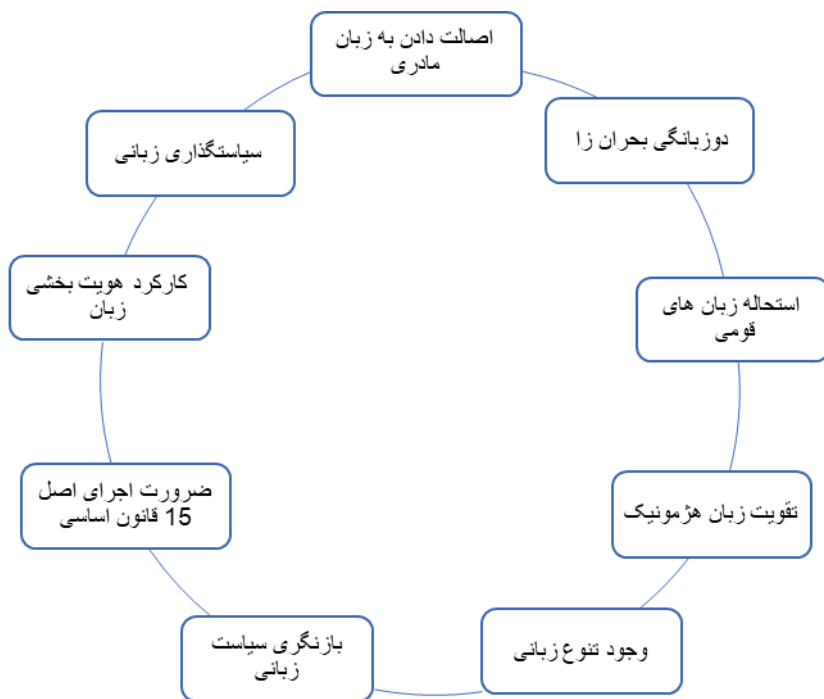 اصالت دادن به زبان
مادری
دوزبانگی بحران زا
استحاله زبان های
قومی
تقویت زبان هژمونیک
وجود تنوع زبانی
بازنگری سیاست
زبانی
ضرورت اجرای اصل
15 قانون اساسی
کارکرد هویت بخشی
زبان
سیاستگذاری زبانی